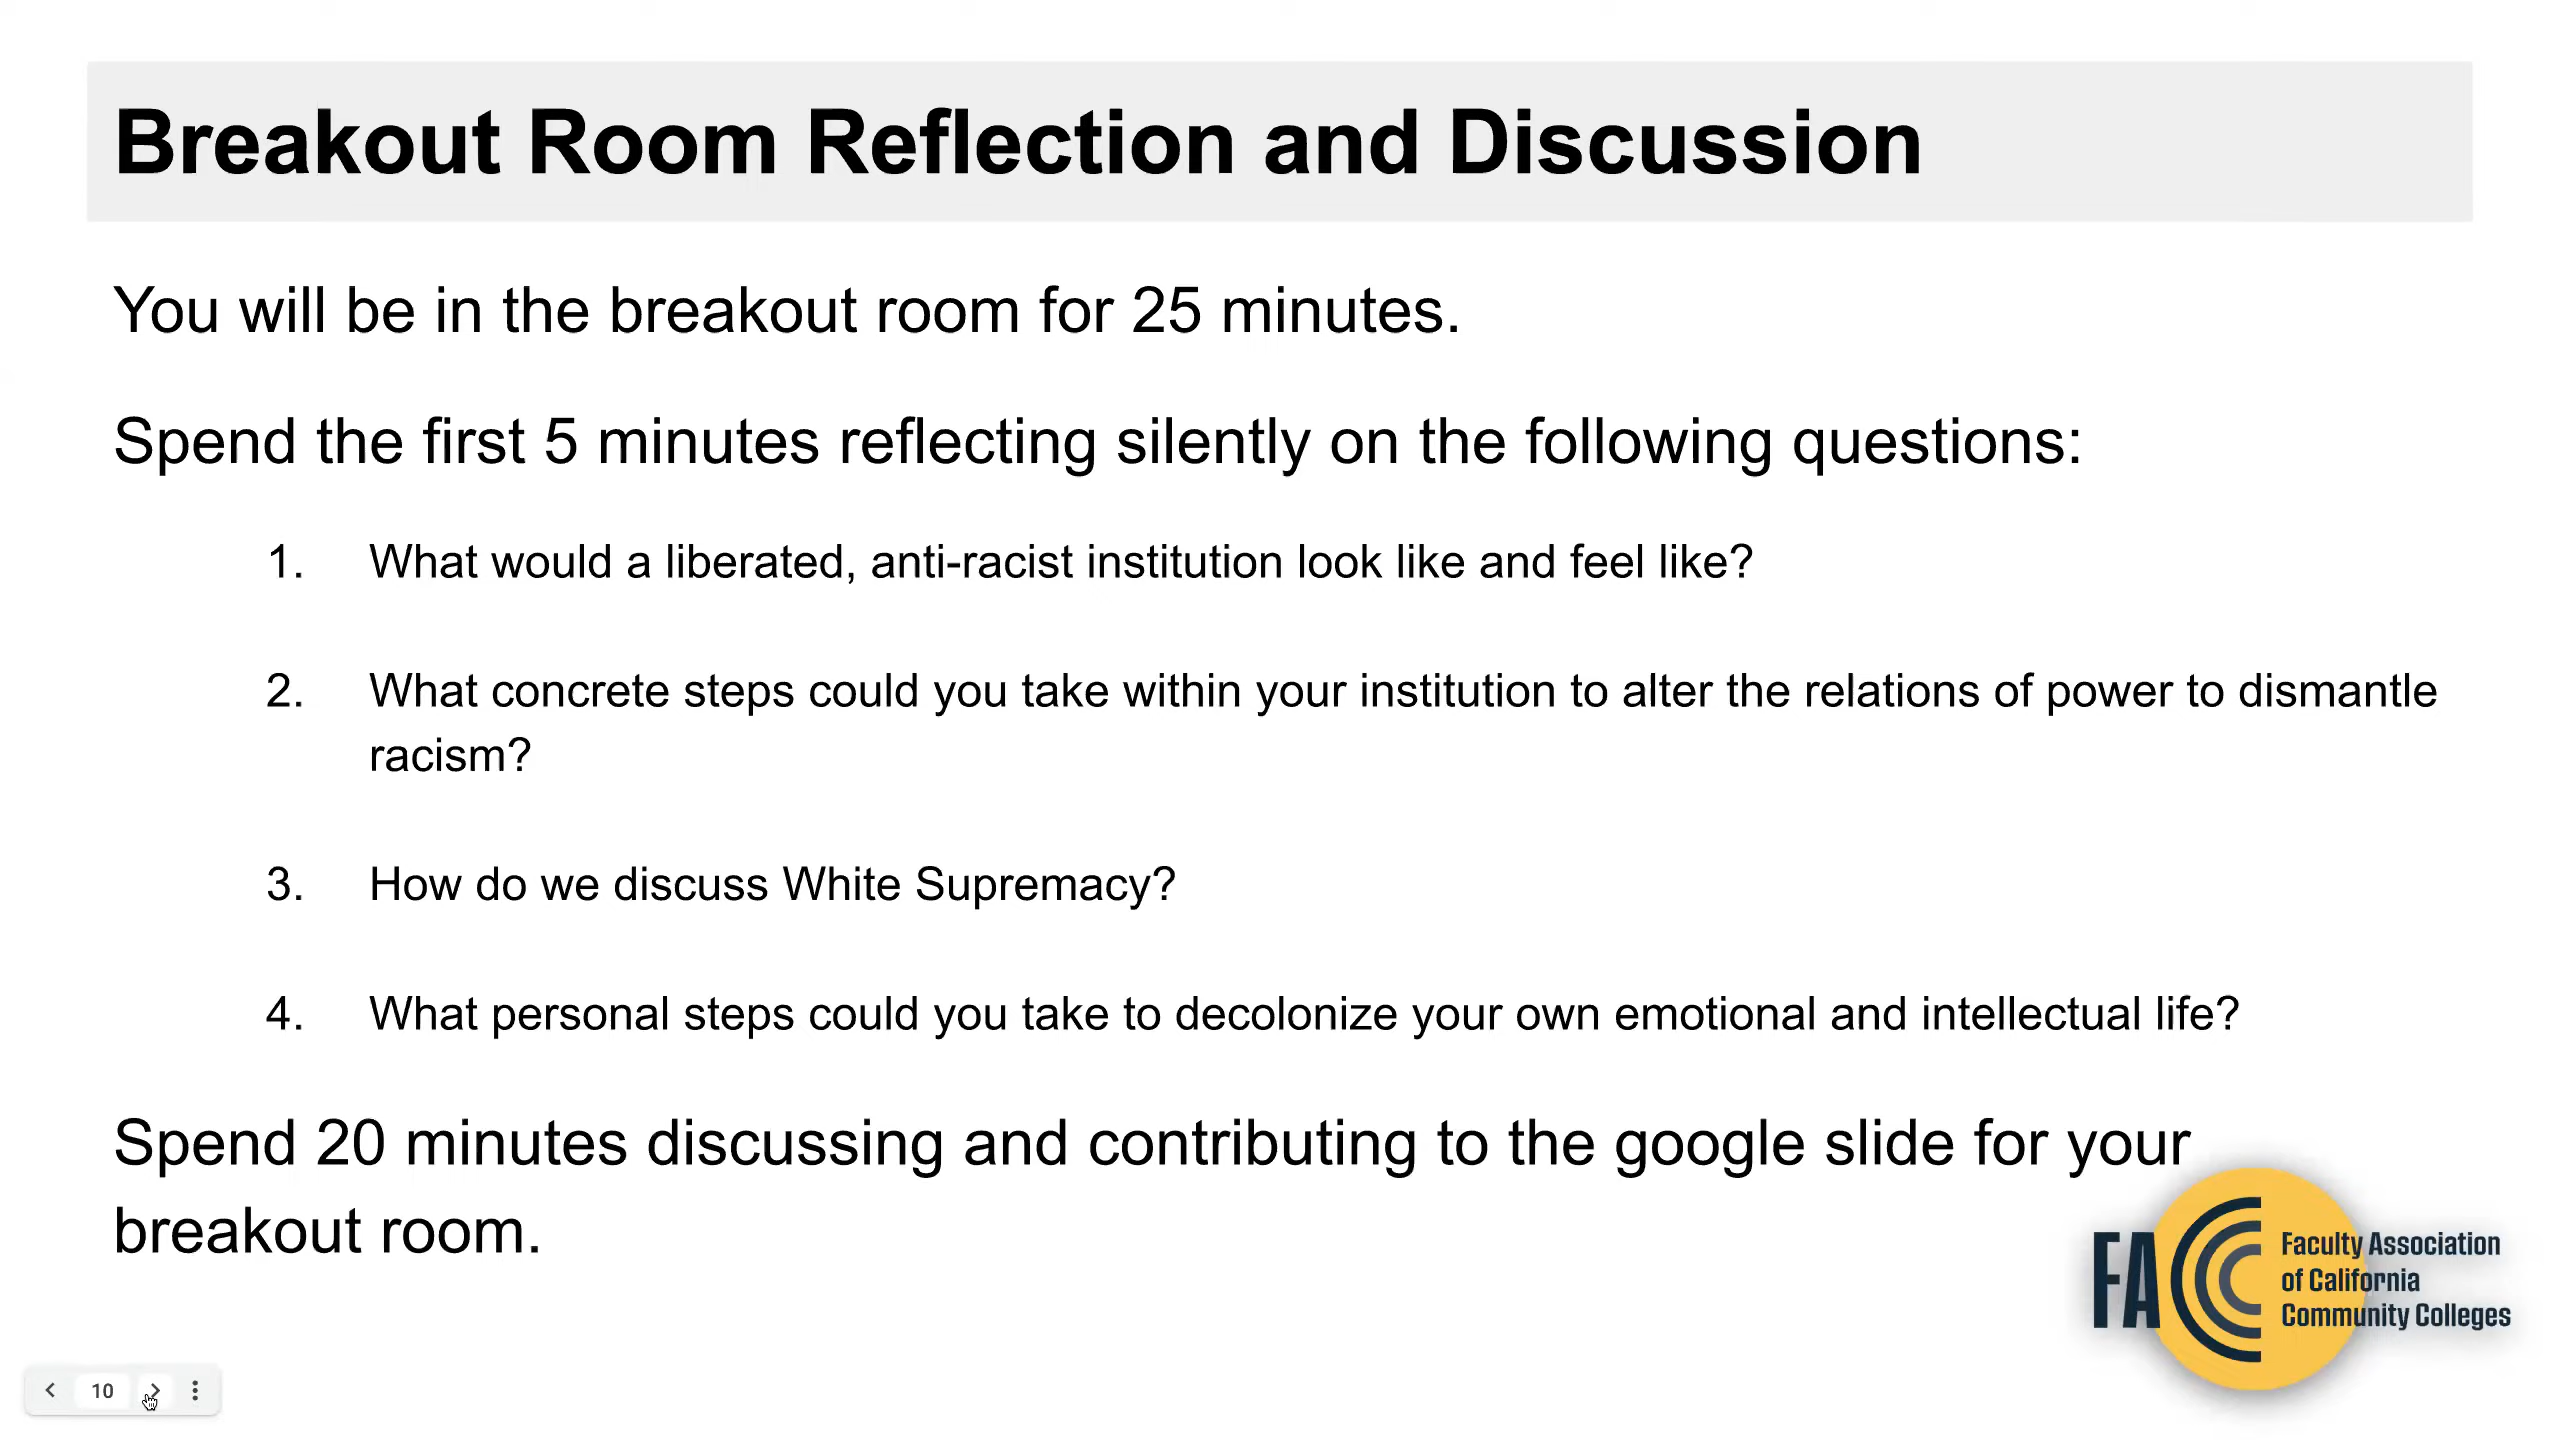 Breakout Room Reflection and Discussion
You will be in the breakout room for 25 minutes.
Spend the first 5 minutes reflecting silently on the following questions:
1. What would a liberated, anti-racist institution look like and feel like?
2. What concrete steps could you take within your institution to alter the relations of power to dismantle
racism?
3. How do we discuss White Supremacy?
4. What personal steps could you take to decolonize your own emotional and intellectual life?
Spend 20 minutes discussing and contributing to the google slide for your
breakout room.
FACCC
Faculty Association
of California
Community Colleges
10